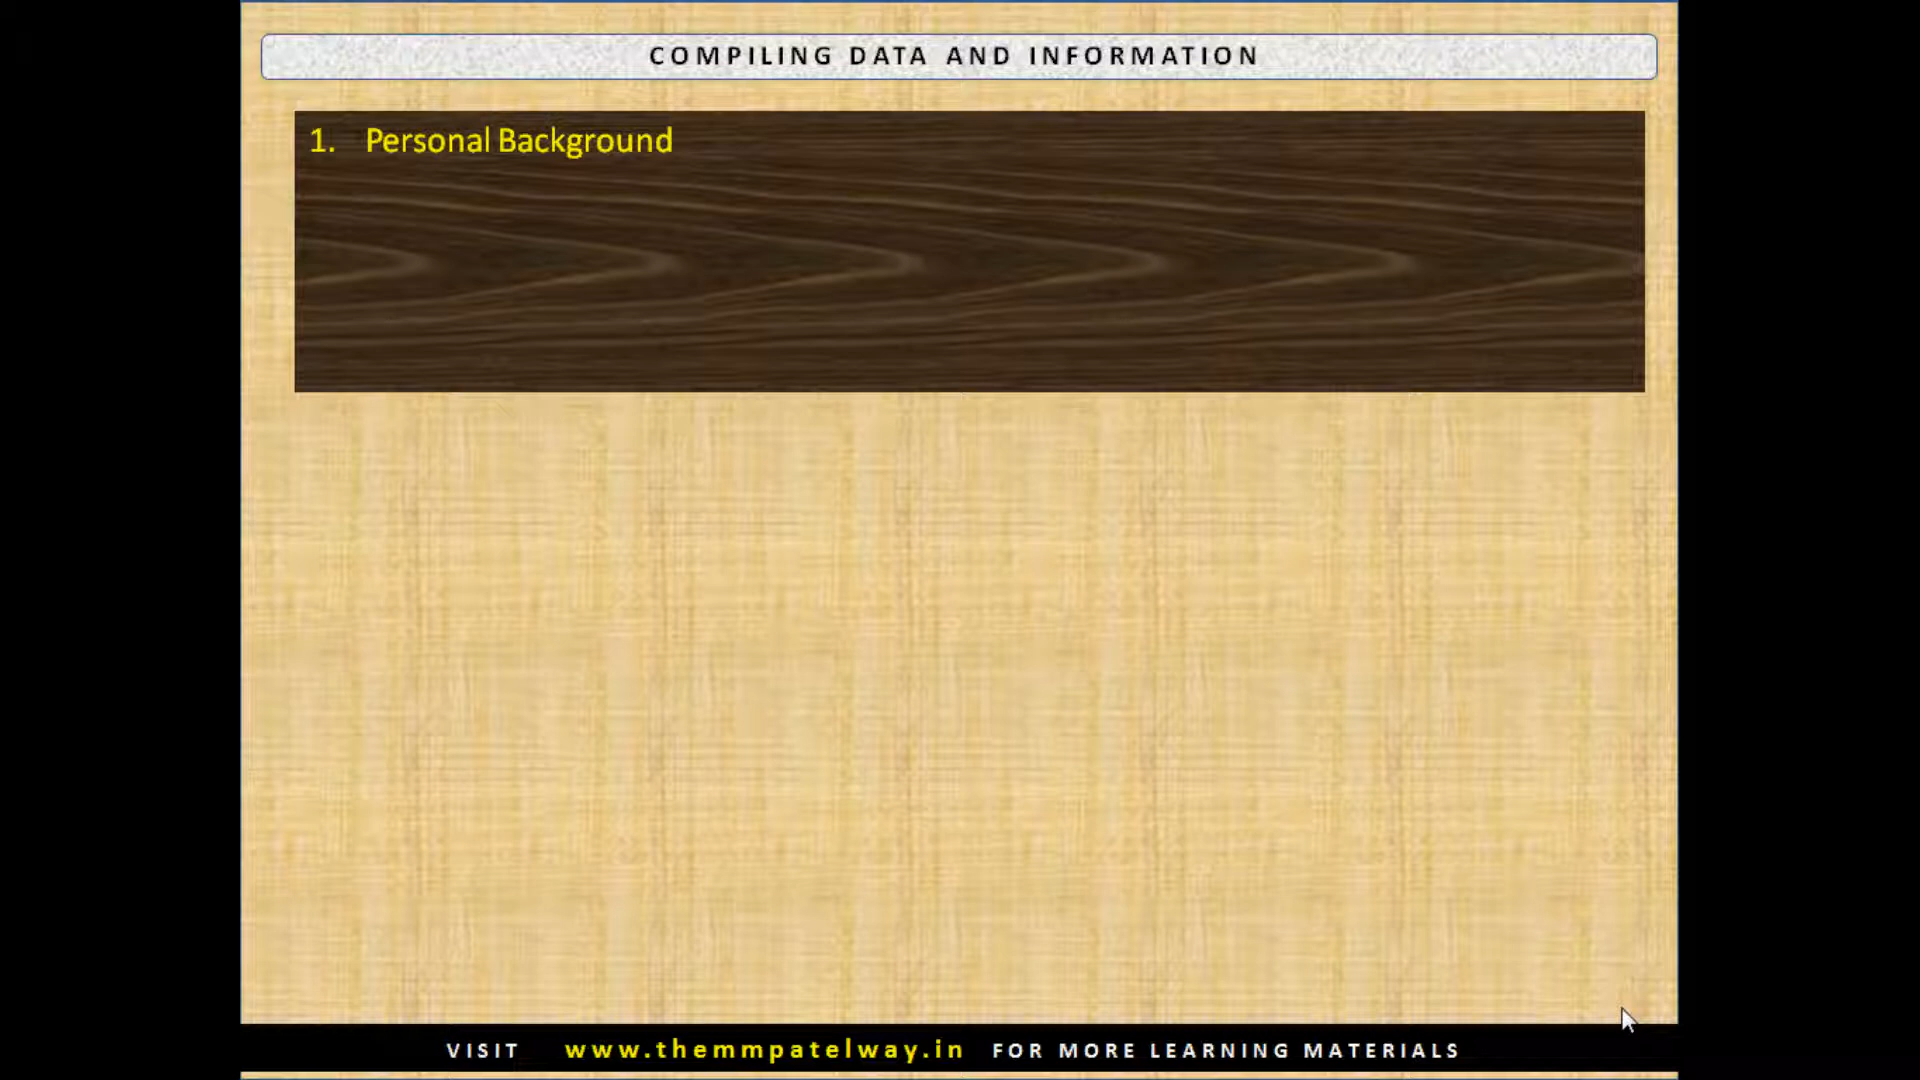 COMPILING DATA AND INFORMATION
1. Personal Background
VISIT www.themmpatelway.in FOR MORE LEARNING MATERIALS